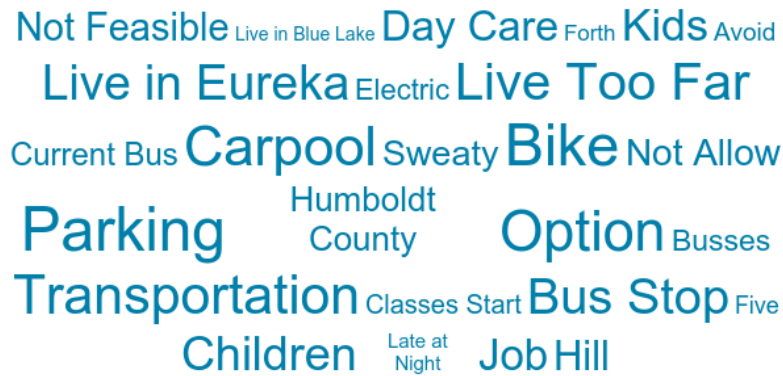 Not Feasible Live in Blue Lake Day Care Forth Kids Avoid
Live in Eureka Electric Live Too Far
Current Bus Carpool Sweaty Bike Not Allow
Parking Humboldt County Option Busses
Transportation Classes Start Bus Stop Five
Children Late at Night Job Hill